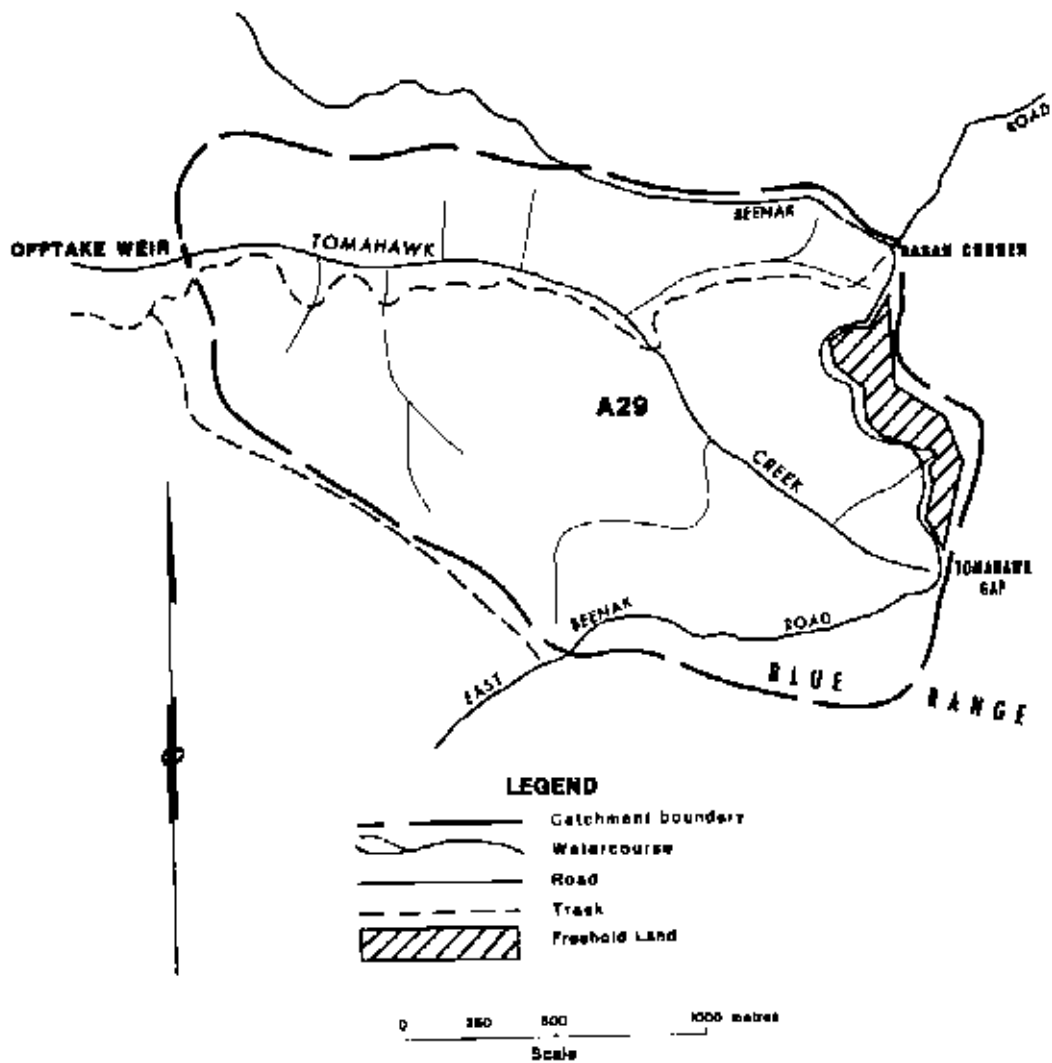 ROAD
BEENAK
OFFTAKE WEIR
TOMAHAWK
A29
CREEK
TOMAHAWK
GAP
BEENAK
ROAD
EAST
BLUE
RANGE
LEGEND
Catchment boundary
Watercourse
Road
Track
Freehold Land
0 250 500 1000 metres
Scale